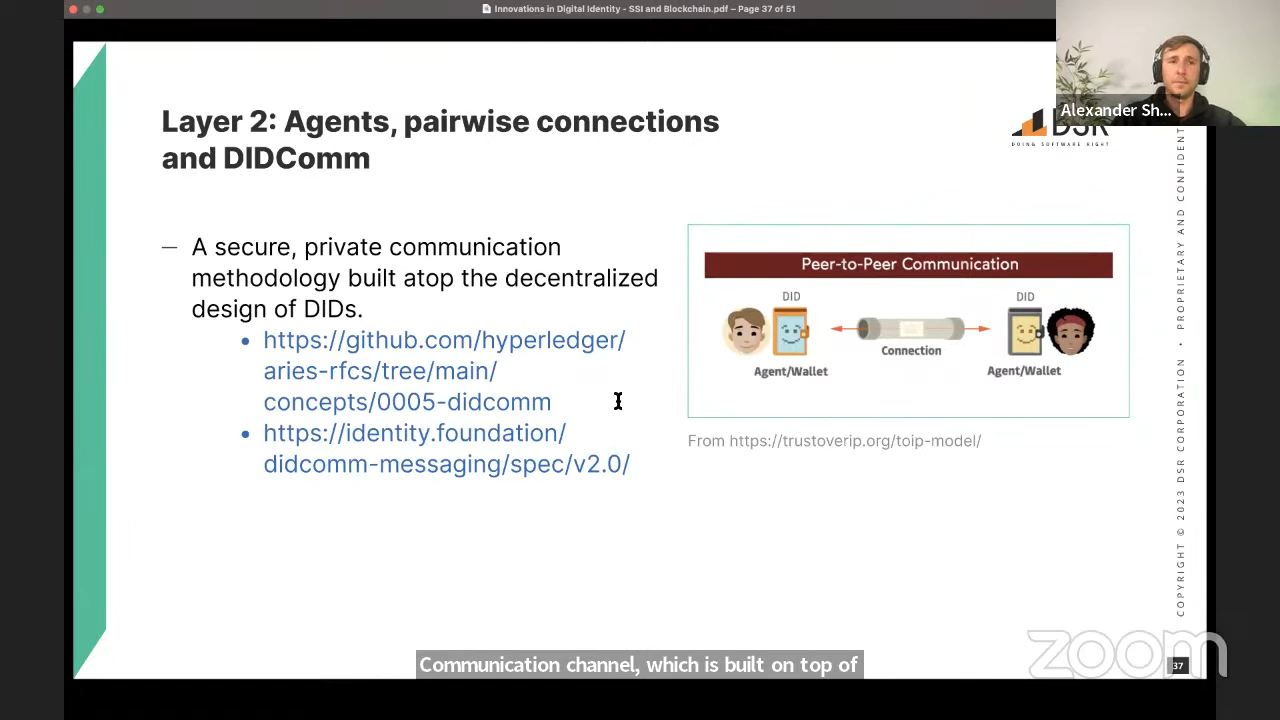 Innovations in Digital Identity - SSI and Blockchain.pdf – Page 37 of 51
Alexander Sh...
Layer 2: Agents, pairwise connections
and DIDComm
DSR
DOING SOFTWARE RIGHT
— A secure, private communication
methodology built atop the decentralized
design of DIDs.
• https://github.com/hyperledger/
aries-rfcs/tree/main/
concepts/0005-didcomm
• https://identity.foundation/
didcomm-messaging/spec/v2.0/
Peer-to-Peer Communication
DID
DID
Connection
Agent/Wallet
Agent/Wallet
From https://trustoverip.org/toip-model/
COPYRIGHT © 2023 DSR CORPORATION • PROPRIETARY AND CONFIDENT
Communication channel, which is built on top of
zoom
37